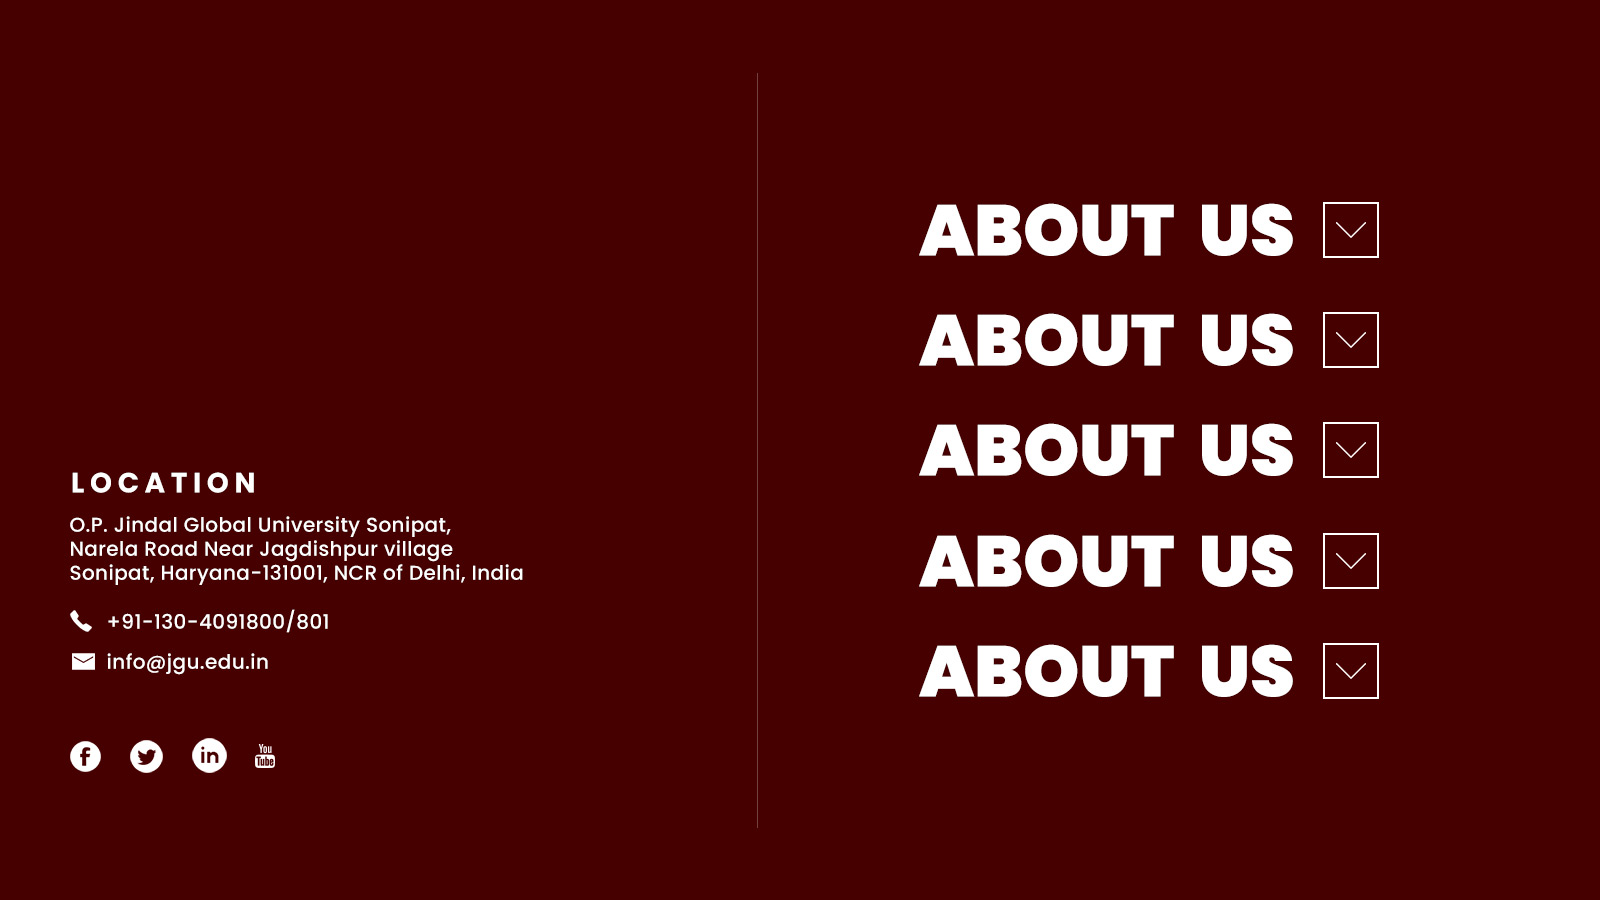 LOCATION
O.P. Jindal Global University Sonipat,
Narela Road Near Jagdishpur village
Sonipat, Haryana-131001, NCR of Delhi, India
+91-130-4091800/801
info@jgu.edu.in
f
in
You
Tube
ABOUT US
ABOUT US
ABOUT US
ABOUT US
ABOUT US